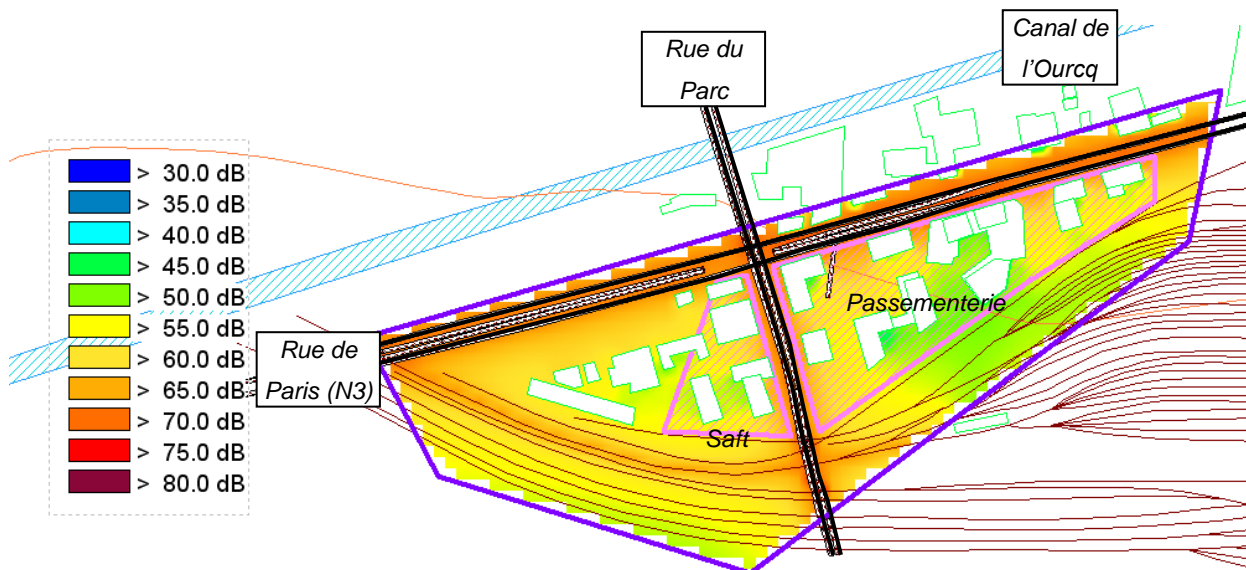 Canal de
l'Ourcq
Rue du
Parc
> 30.0 dB
> 35.0 dB
> 40.0 dB
> 45.0 dB
> 50.0 dB
> 55.0 dB
> 60.0 dB
> 65.0 dB
> 70.0 dB
> 75.0 dB
> 80.0 dB
Rue de
Paris (N3)
Passementerie
Saft